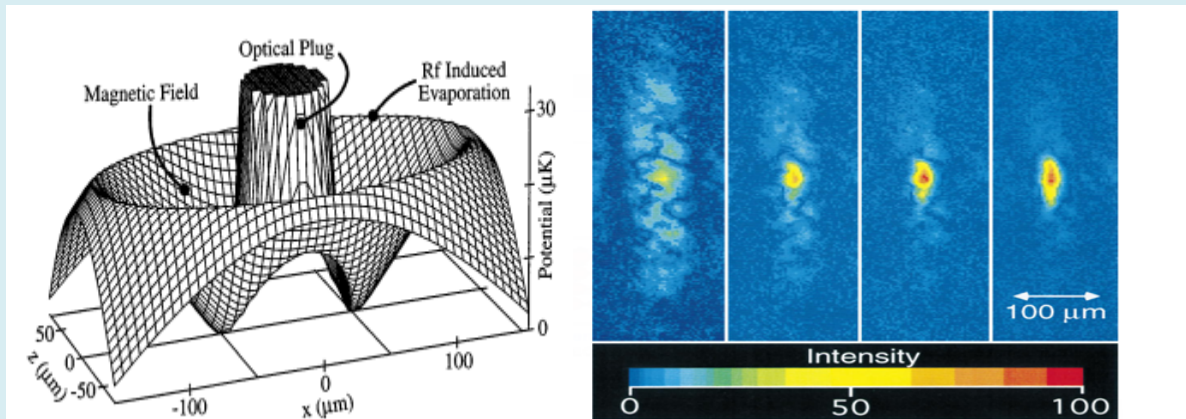 Optical Plug
Magnetic Field
Rf Induced
Evaporation
30
Potential (μK)
0
50
0
-50
z (μm)
-100
0
100
x (μm)
100 μm
Intensity
0
50
100